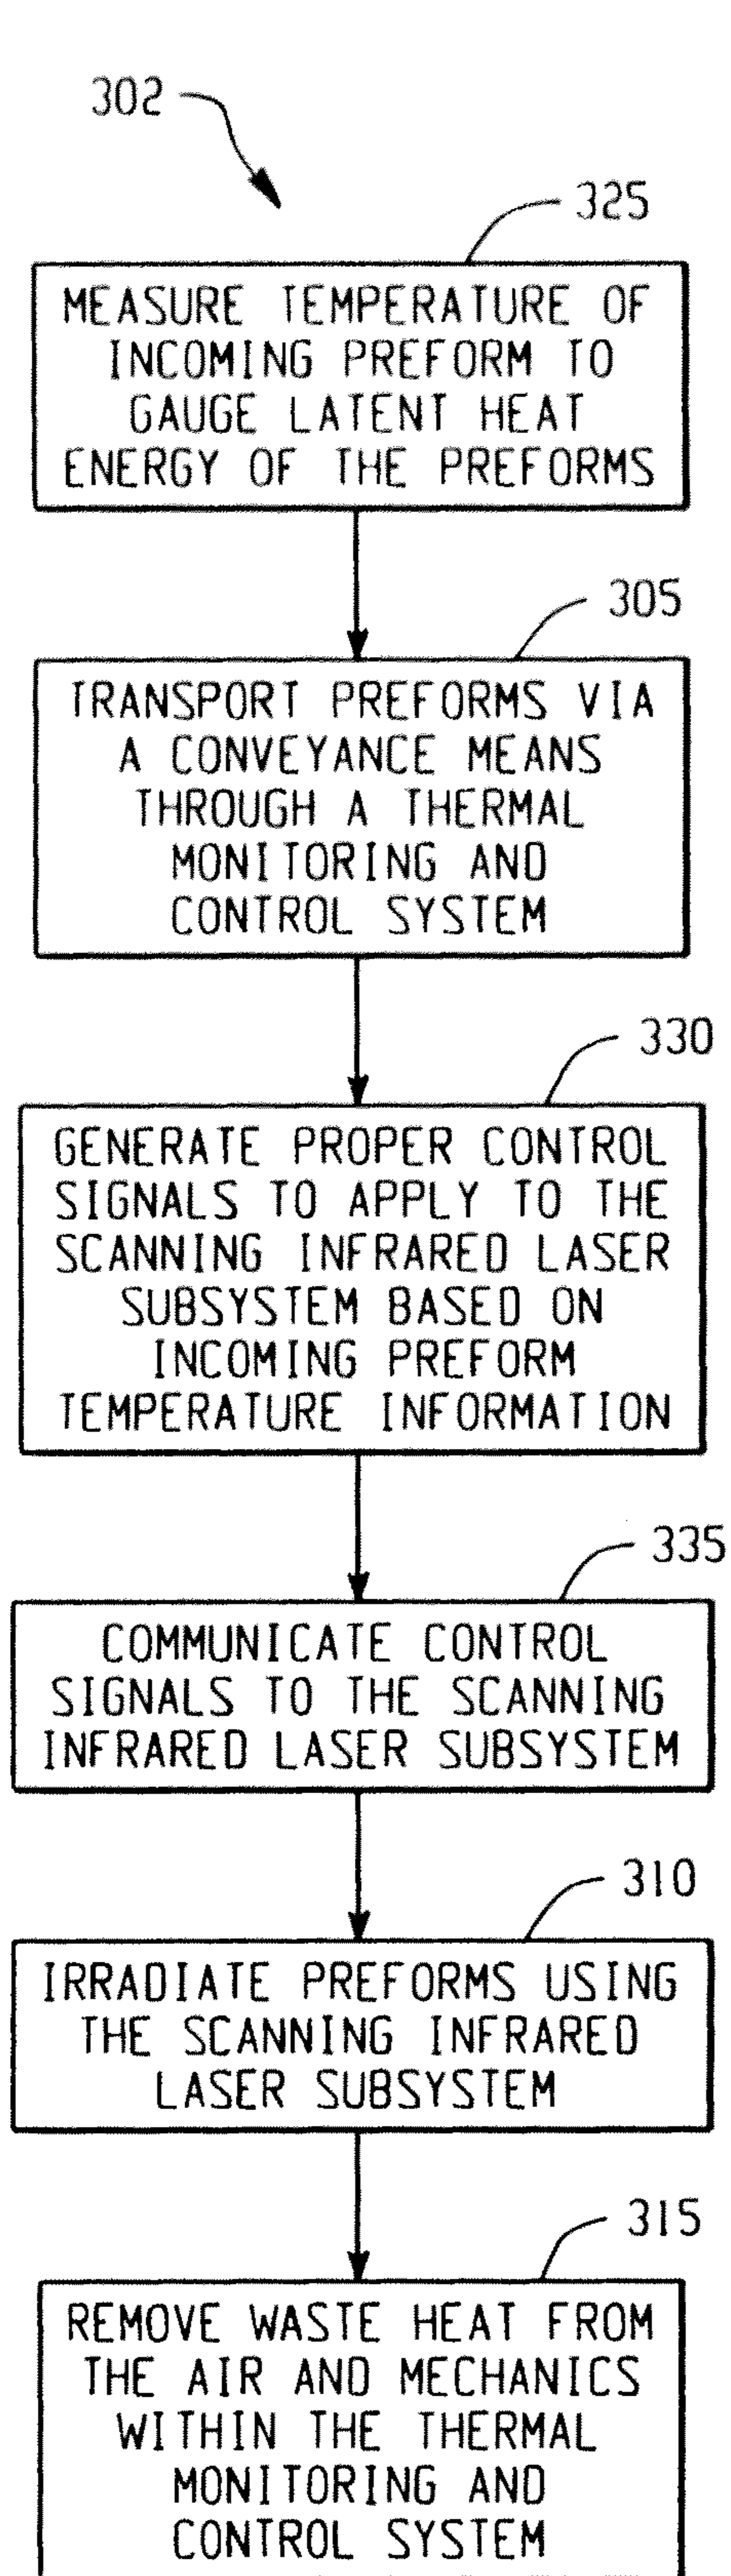 302
325
MEASURE TEMPERATURE OF
INCOMING PREFORM TO
GAUGE LATENT HEAT
ENERGY OF THE PREFORMS
305
TRANSPORT PREFORMS VIA
A CONVEYANCE MEANS
THROUGH A THERMAL
MONITORING AND
CONTROL SYSTEM
330
GENERATE PROPER CONTROL
SIGNALS TO APPLY TO THE
SCANNING INFRARED LASER
SUBSYSTEM BASED ON
INCOMING PREFORM
TEMPERATURE INFORMATION
335
COMMUNICATE CONTROL
SIGNALS TO THE SCANNING
INFRARED LASER SUBSYSTEM
310
IRRADIATE PREFORMS USING
THE SCANNING INFRARED
LASER SUBSYSTEM
315
REMOVE WASTE HEAT FROM
THE AIR AND MECHANICS
WITHIN THE THERMAL
MONITORING AND
CONTROL SYSTEM